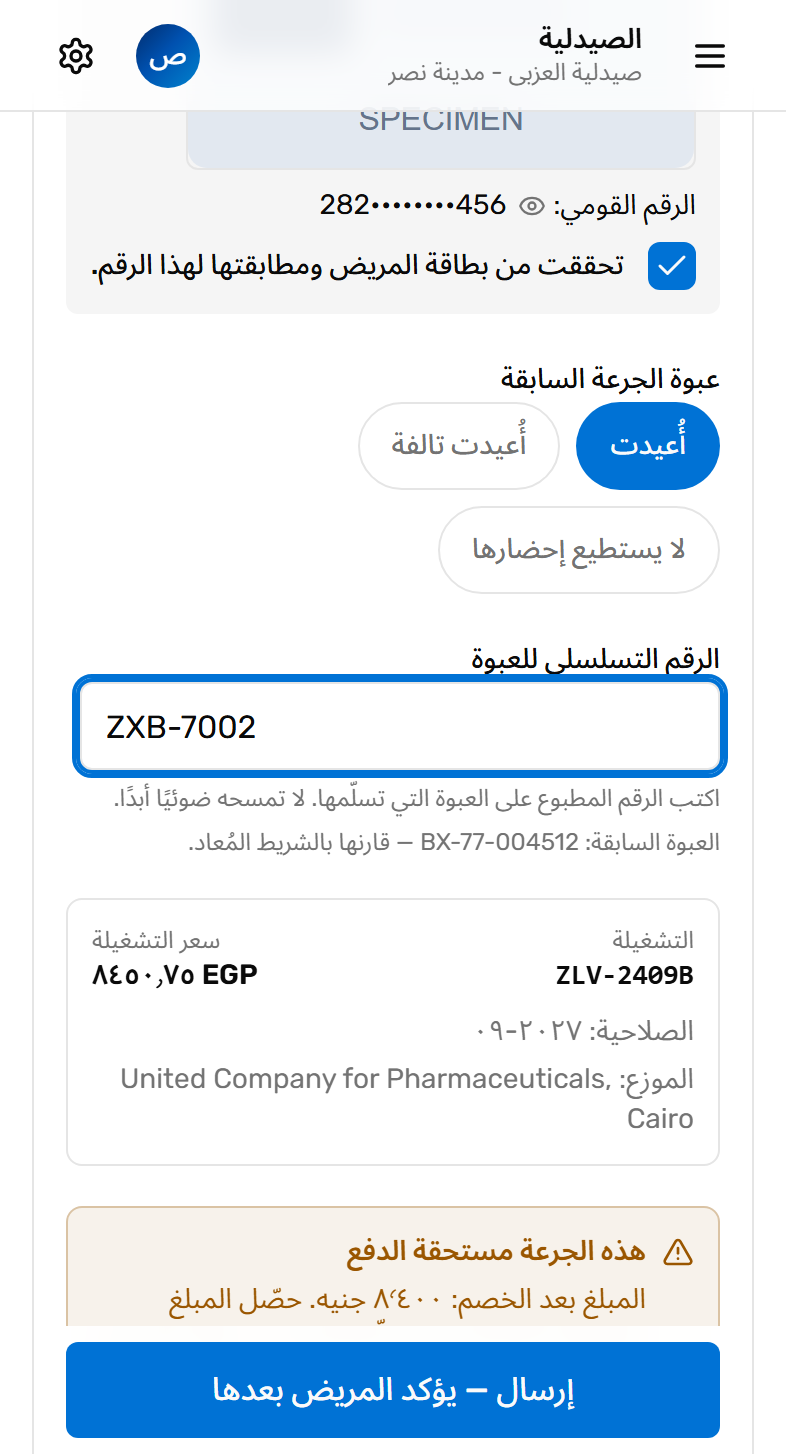 الصيدلية
صيدلية العزبى - مدينة نصر
ص
SPECIMEN
الرقم القومي: 282••••••••456
تحققت من بطاقة المريض ومطابقتها لهذا الرقم.
عبوة الجرعة السابقة
أُعيدت
أُعيدت تالفة
لا يستطيع إحضارها
الرقم التسلسلي للعبوة
ZXB-7002
اكتب الرقم المطبوع على العبوة التي تسلّمها. لا تمسحه ضوئيًا أبدًا.
العبوة السابقة: BX-77-004512 — قارنها بالشريط المُعاد.
التشغيلة
ZLV-2409B
سعر التشغيلة
٨٤٥٠٫٧٥ EGP
الصلاحية: ٢٠٢٧-٠٩
الموزع: United Company for Pharmaceuticals,
Cairo
هذه الجرعة مستحقة الدفع
المبلغ بعد الخصم: ٨٬٤٠٠ جنيه. حصّل المبلغ
إرسال — يؤكد المريض بعدها